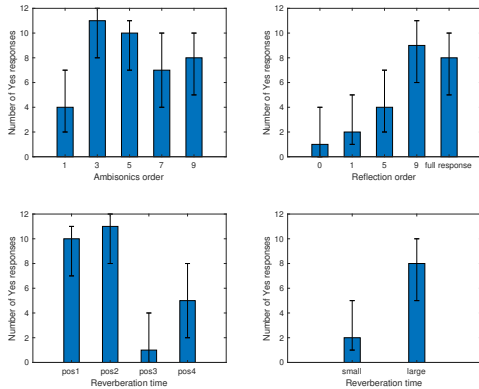 12
10
8
6
4
2
0
Number of Yes responses
1 3 5 7 9
Ambisonics order
12
10
8
6
4
2
0
Number of Yes responses
0 1 5 9 full response
Reflection order
12
10
8
6
4
2
0
Number of Yes responses
pos1 pos2 pos3 pos4
Reverberation time
12
10
8
6
4
2
0
Number of Yes responses
small large
Reverberation time